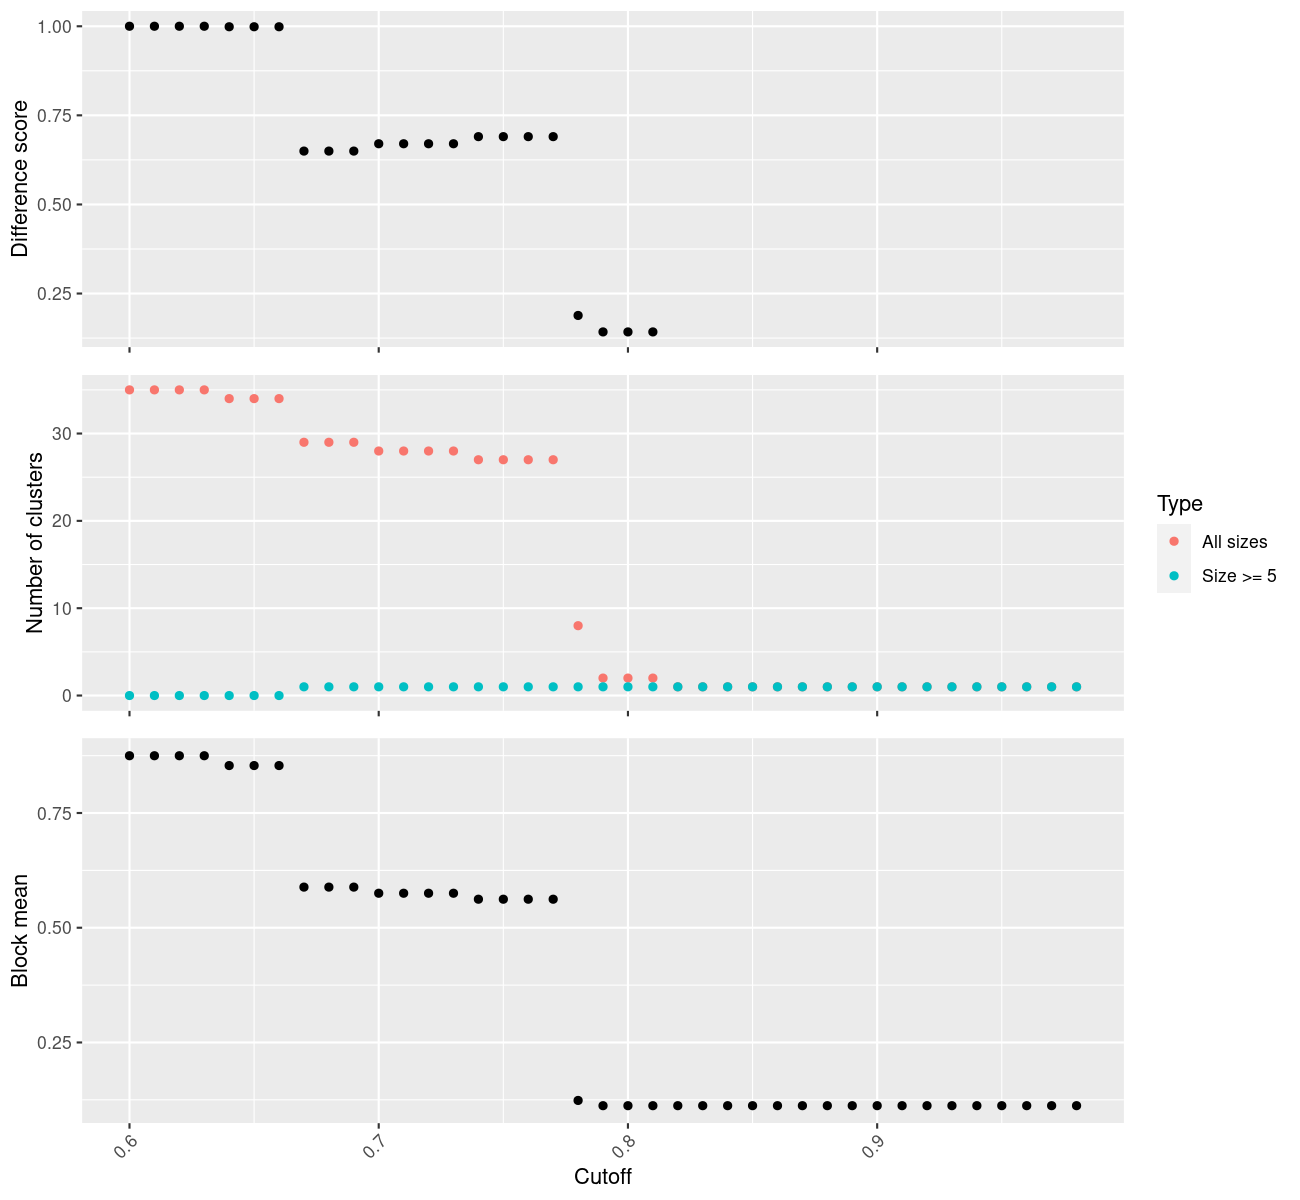 1.00
0.75
0.50
0.25
Difference score
30
20
10
0
Number of clusters
Type
All sizes
Size >= 5
0.75
0.50
0.25
Block mean
0.6
0.7
0.8
0.9
Cutoff